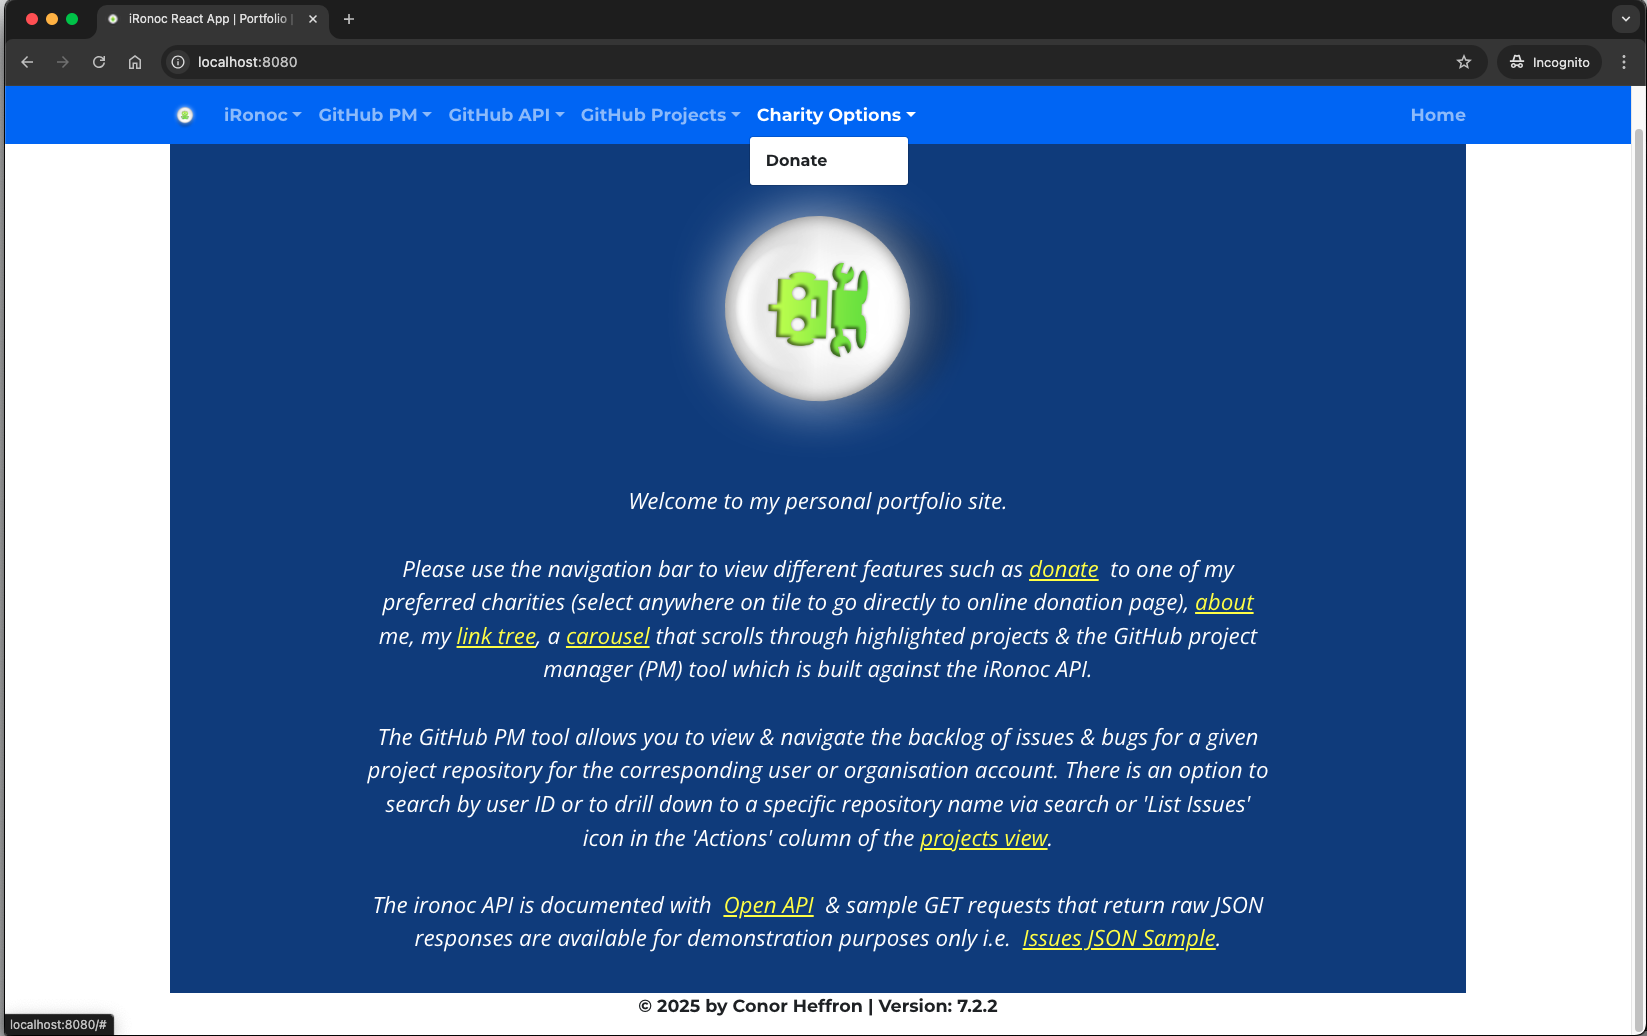 iRonoc React App | Portfolio |
localhost:8080
Incognito
iRonoc GitHub PM GitHub API GitHub Projects Charity Options Home
Donate
Welcome to my personal portfolio site.
Please use the navigation bar to view different features such as donate to one of my
preferred charities (select anywhere on tile to go directly to online donation page), about
me, my link tree, a carousel that scrolls through highlighted projects & the GitHub project
manager (PM) tool which is built against the iRonoc API.
The GitHub PM tool allows you to view & navigate the backlog of issues & bugs for a given
project repository for the corresponding user or organisation account. There is an option to
search by user ID or to drill down to a specific repository name via search or 'List Issues'
icon in the 'Actions' column of the projects view.
The ironoc API is documented with Open API & sample GET requests that return raw JSON
responses are available for demonstration purposes only i.e. Issues JSON Sample.
© 2025 by Conor Heffron | Version: 7.2.2
localhost:8080/#